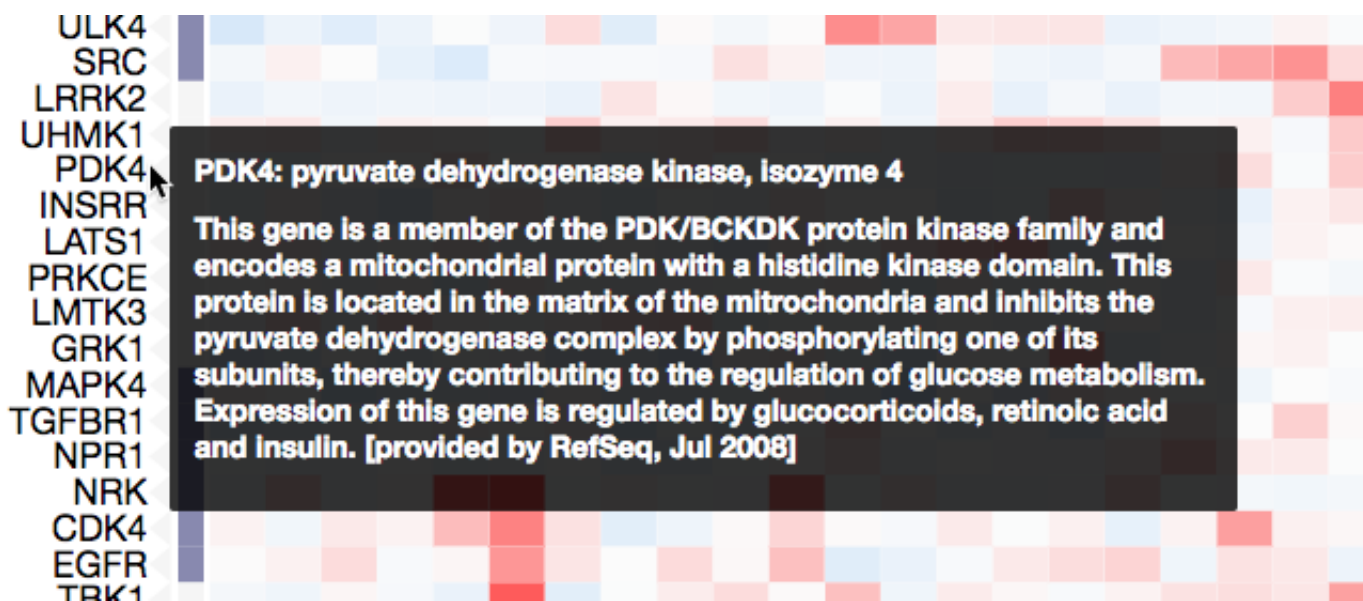 ULK4
SRC
LRRK2
UHMK1
PDK4
INSRR
LATS1
PRKCE
LMTK3
GRK1
MAPK4
TGFBR1
NPR1
NRK
CDK4
EGFR
TBK1
PDK4: pyruvate dehydrogenase kinase, isozyme 4
This gene is a member of the PDK/BCKDK protein kinase family and
encodes a mitochondrial protein with a histidine kinase domain. This
protein is located in the matrix of the mitrochondria and inhibits the
pyruvate dehydrogenase complex by phosphorylating one of its
subunits, thereby contributing to the regulation of glucose metabolism.
Expression of this gene is regulated by glucocorticoids, retinoic acid
and insulin. [provided by RefSeq, Jul 2008]